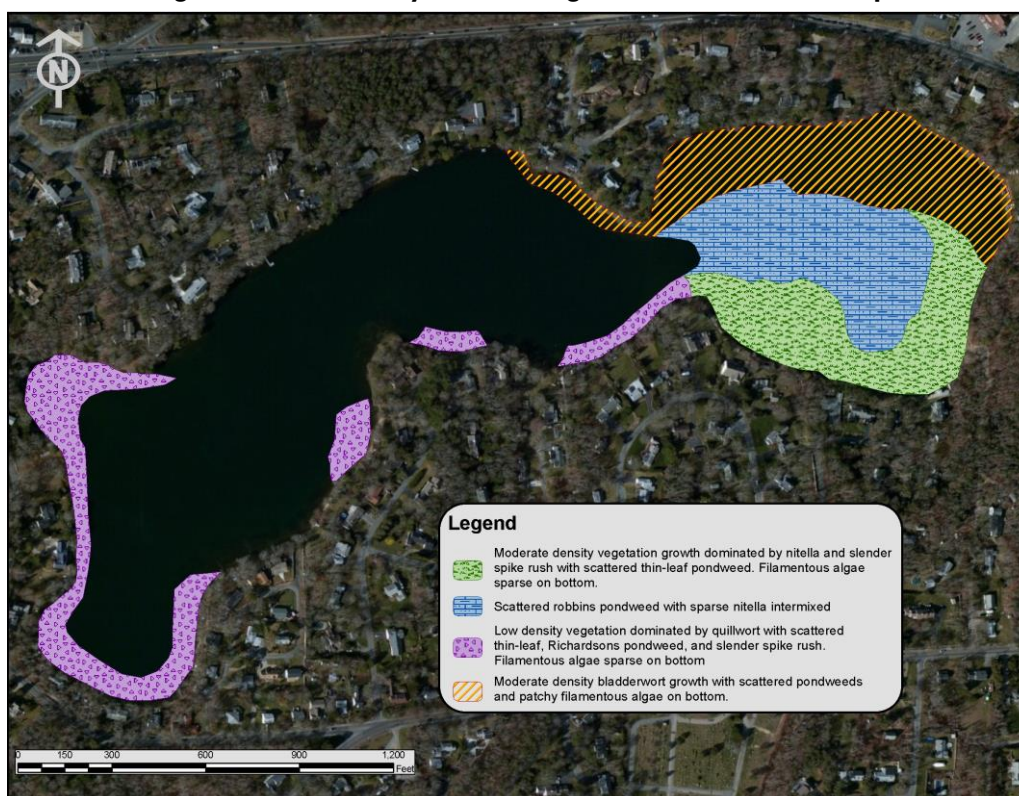 N
Legend
Moderate density vegetation growth dominated by nitella and slender
spike rush with scattered thin-leaf pondweed. Filamentous algae
sparse on bottom.
Scattered robbins pondweed with sparse nitella intermixed
Low density vegetation dominated by quillwort with scattered
thin-leaf, Richardsons pondweed, and slender spike rush.
Filamentous algae sparse on bottom
Moderate density bladderwort growth with scattered pondweeds
and patchy filamentous algae on bottom.
0 150 300 600 900 1,200
Feet